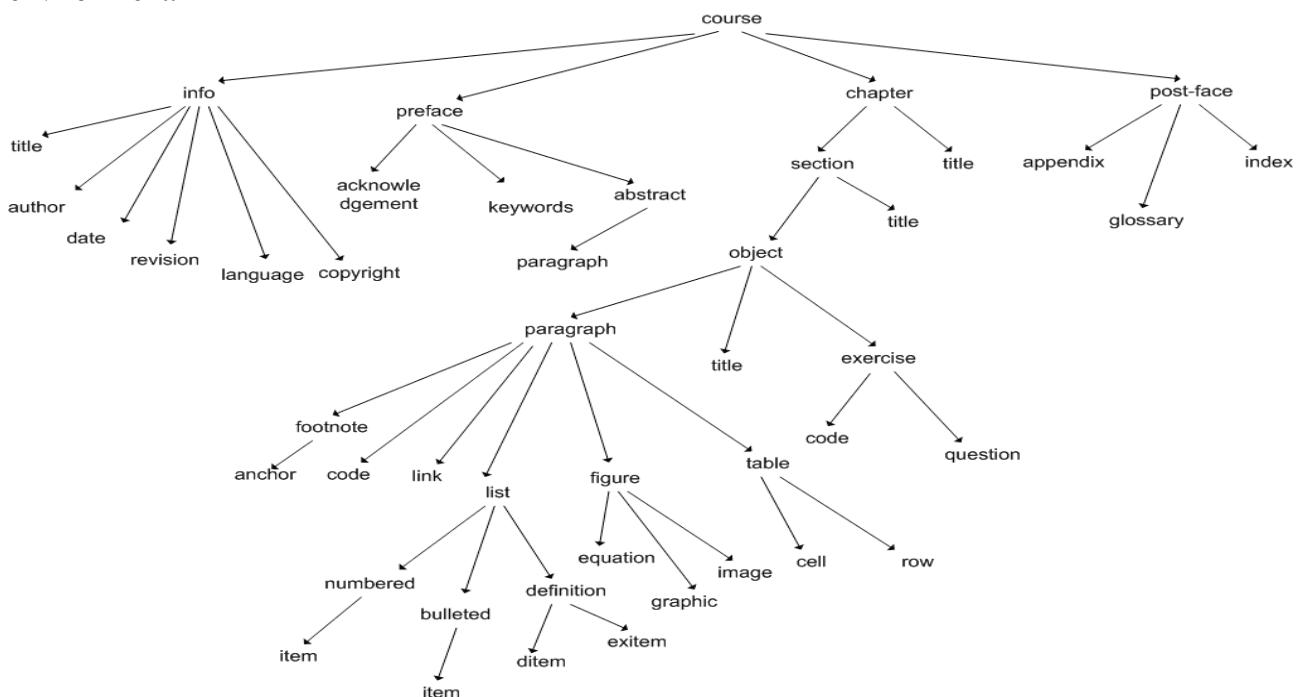 course
info
preface
chapter
post-face
title
author
date
revision
language
copyright
acknowle
dgement
keywords
abstract
paragraph
section
title
appendix
glossary
index
object
title
paragraph
title
exercise
footnote
anchor
code
link
list
figure
table
code
question
numbered
bulleted
definition
equation
graphic
image
cell
row
item
item
ditem
exitem